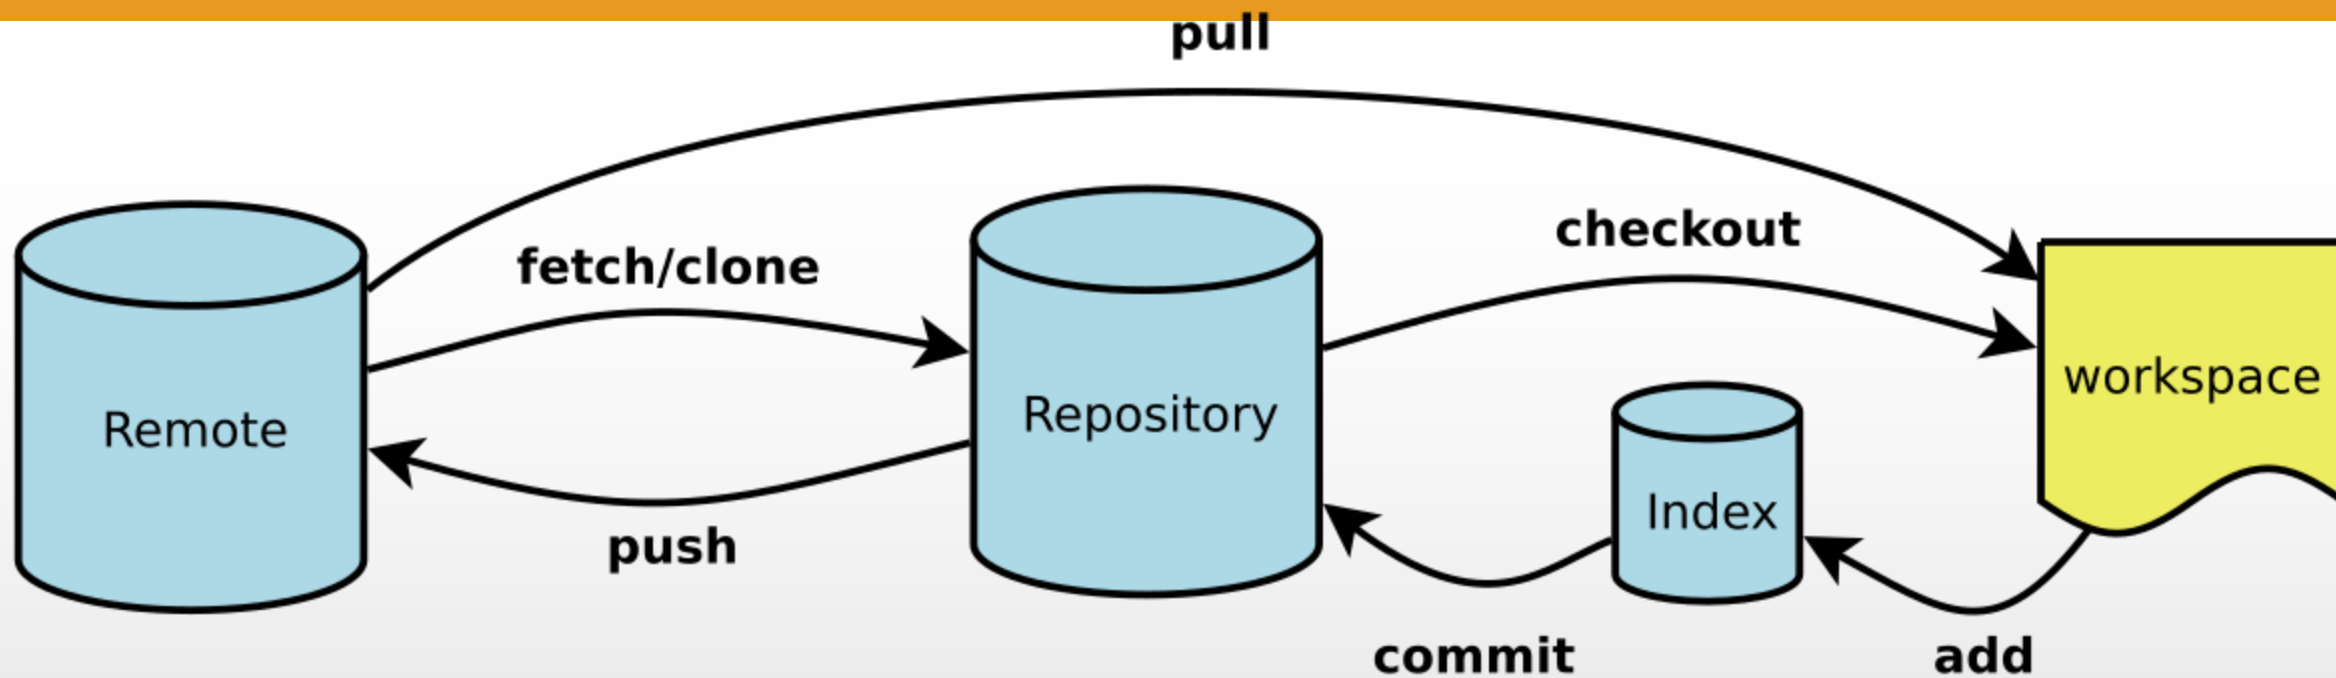 pull
fetch/clone
checkout
Remote
Repository
workspace
Index
push
commit
add